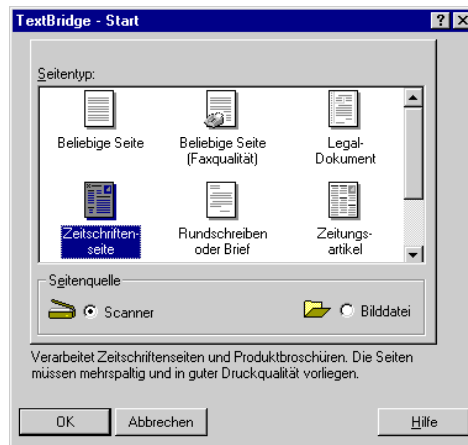 TextBridge - Start
Seitentyp:
Beliebige Seite
Beliebige Seite
(Faxqualität)
Legal-
Dokument
Zeitschriften-
seite
Rundschreiben
oder Brief
Zeitungs-
artikel
Seitenquelle
Scanner
Bilddatei
Verarbeitet Zeitschriftenseiten und Produktbroschüren. Die Seiten
müssen mehrspaltig und in guter Druckqualität vorliegen.
OK
Abbrechen
Hilfe